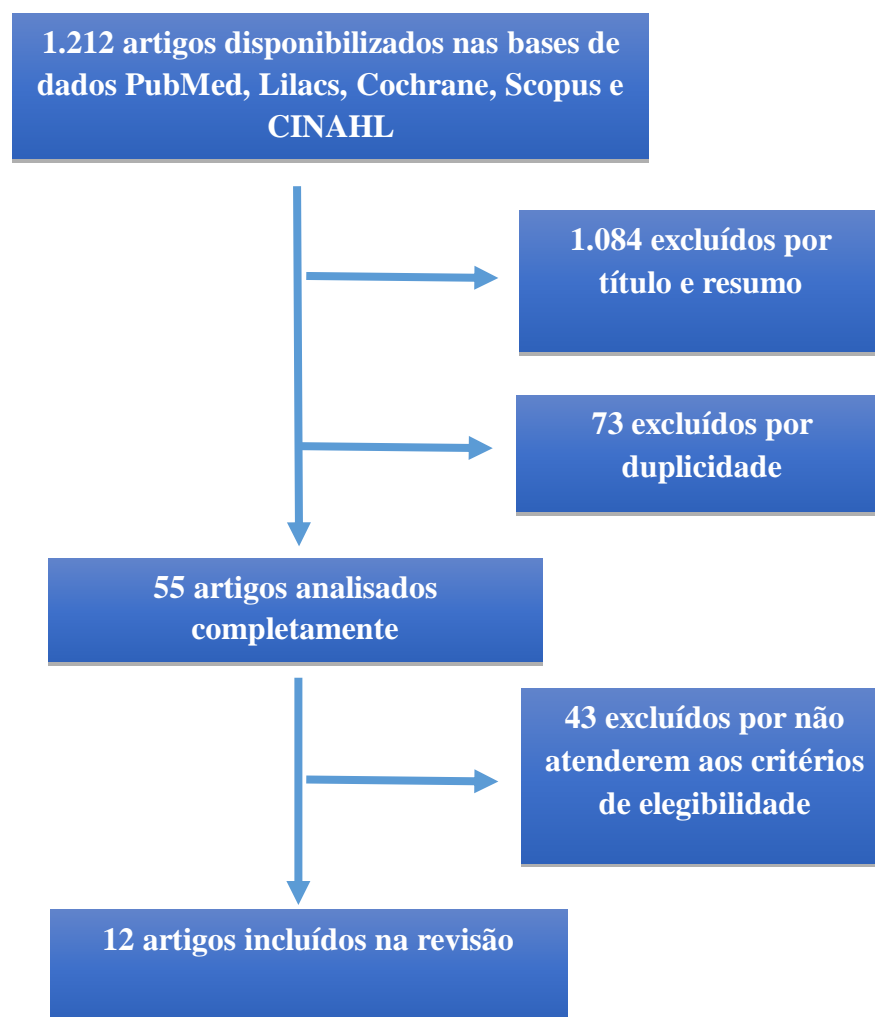 1.212 artigos disponibilizados nas bases de
dados PubMed, Lilacs, Cochrane, Scopus e
CINAHL
1.084 excluídos por
título e resumo
73 excluídos por
duplicidade
55 artigos analisados
completamente
43 excluídos por não
atenderem aos critérios
de elegibilidade
12 artigos incluídos na revisão